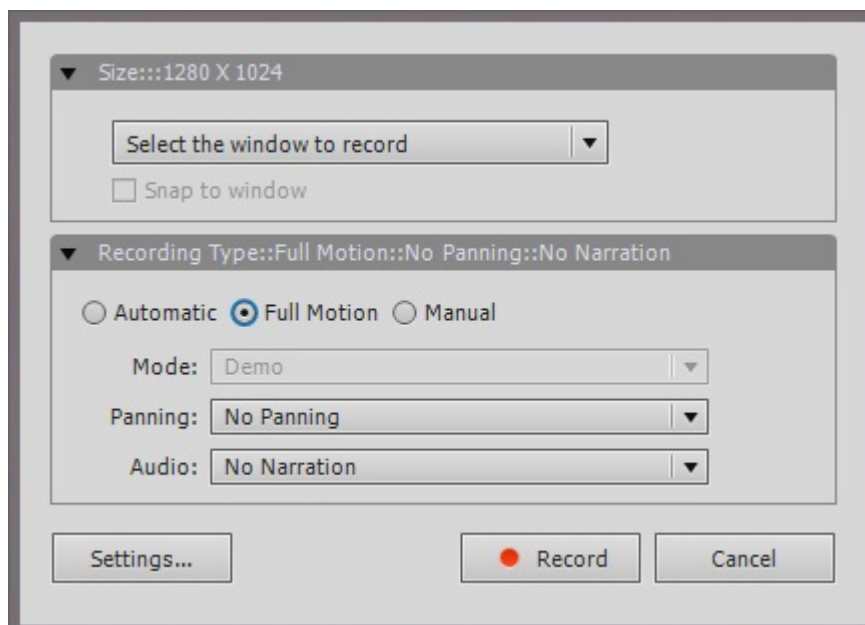 Size:::1280 X 1024
Select the window to record
Snap to window
Recording Type::Full Motion::No Panning::No Narration
Automatic Full Motion Manual
Mode: Demo
Panning: No Panning
Audio: No Narration
Settings... Record Cancel